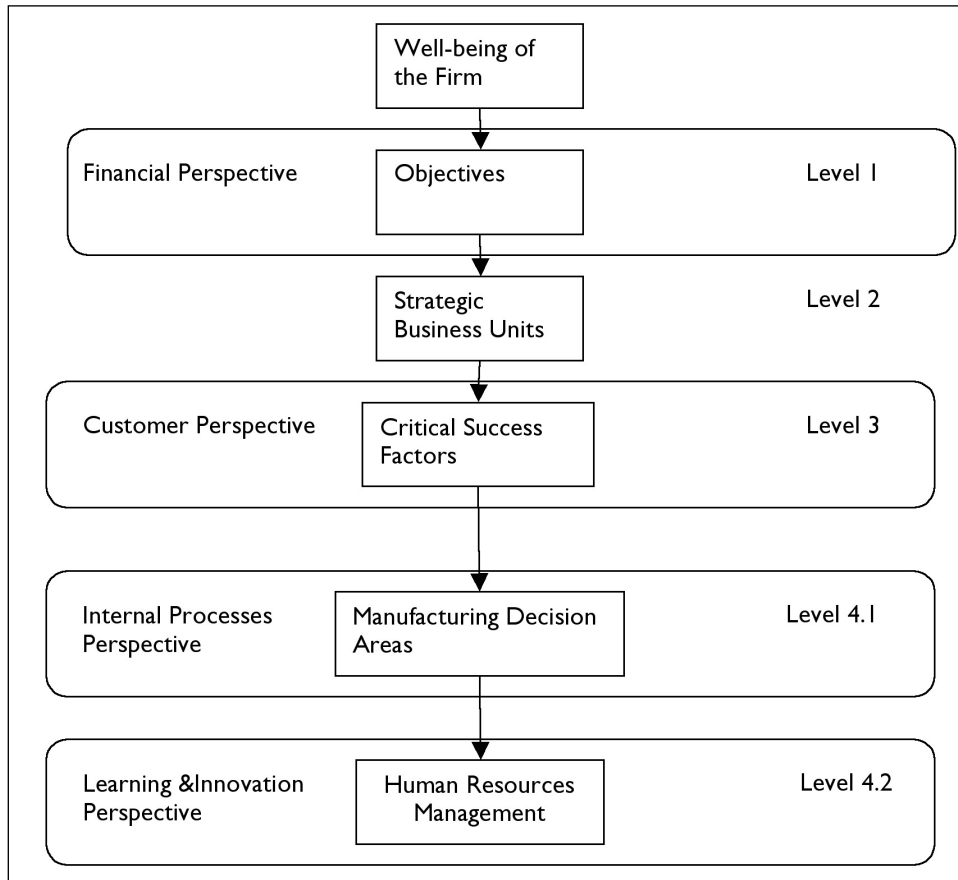 Well-being of
the Firm
Financial Perspective
Objectives
Level 1
Strategic
Business Units
Level 2
Customer Perspective
Critical Success
Factors
Level 3
Internal Processes
Perspective
Manufacturing Decision
Areas
Level 4.1
Learning &Innovation
Perspective
Human Resources
Management
Level 4.2